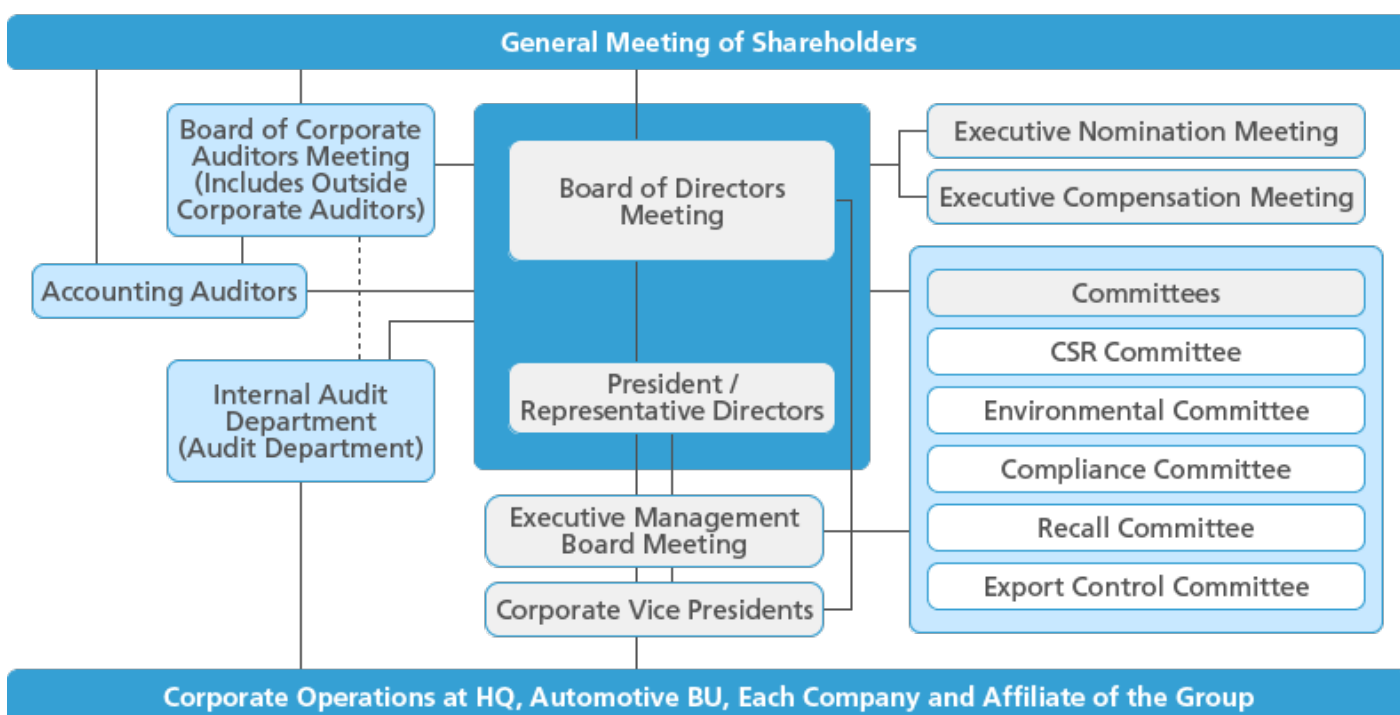 General Meeting of Shareholders
Board of Corporate
Auditors Meeting
(Includes Outside
Corporate Auditors)
Accounting Auditors
Internal Audit
Department
(Audit Department)
Board of Directors
Meeting
President /
Representative Directors
Executive Management
Board Meeting
Corporate Vice Presidents
Executive Nomination Meeting
Executive Compensation Meeting
Committees
CSR Committee
Environmental Committee
Compliance Committee
Recall Committee
Export Control Committee
Corporate Operations at HQ, Automotive BU, Each Company and Affiliate of the Group